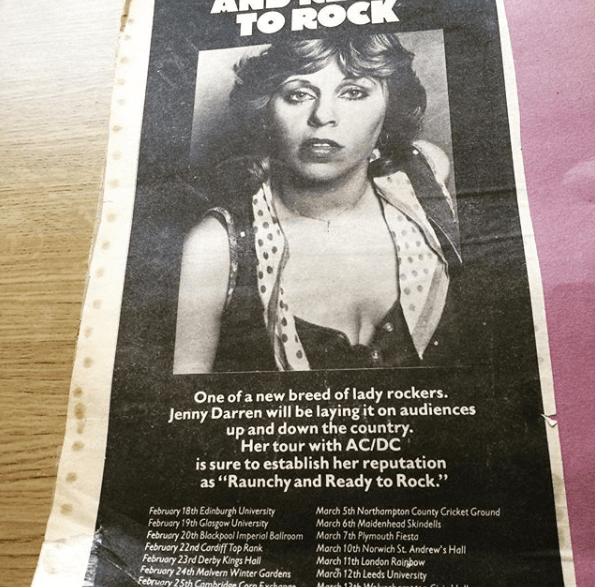 AND
TO ROCK
One of a new breed of lady rockers.
Jenny Darren will be laying it on audiences
up and down the country.
Her tour with AC/DC
is sure to establish her reputation
as “Raunchy and Ready to Rock.”
February 18th Edinburgh University
February 19th Glasgow University
February 20th Blackpool Imperial Ballroom
February 22nd Cardiff Top Rank
February 23rd Derby Kings Hall
February 24th Malvern Winter Gardens
February 25th Cambridge Corn Exchange
March 5th Northampton County Cricket Ground
March 6th Maidenhead Skindells
March 7th Plymouth Fiesta
March 10th Norwich St. Andrew's Hall
March 11th London Rainbow
March 12th Leeds University
March